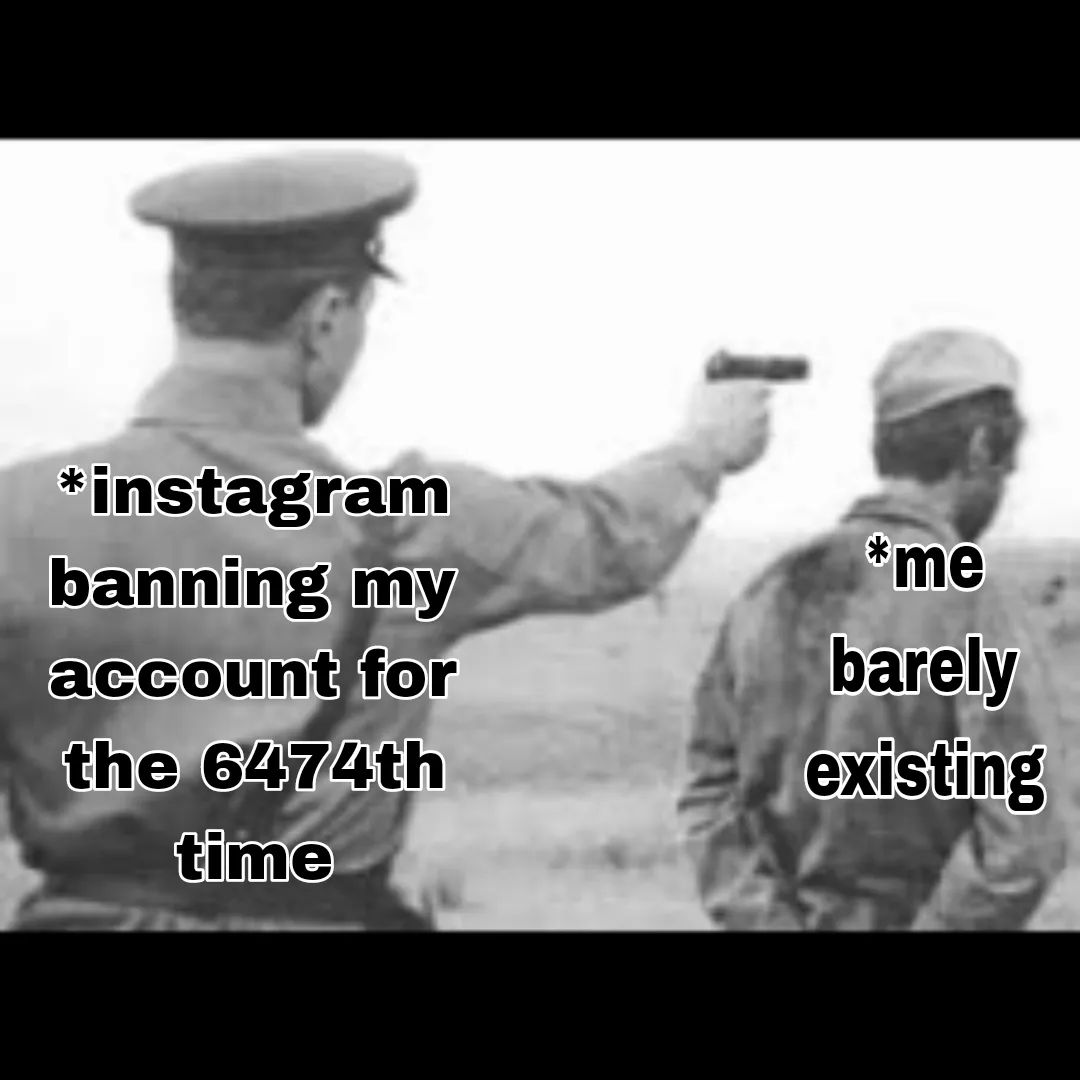 *instagram
banning my
account for
the 6474th
time
*me
barely
existing